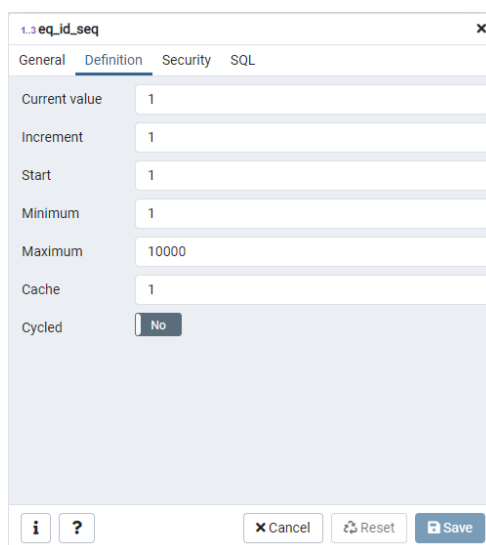 1..3 eq_id_seq
General Definition Security SQL
Current value 1
Increment 1
Start 1
Minimum 1
Maximum 10000
Cache 1
Cycled No
i ? Cancel Reset Save